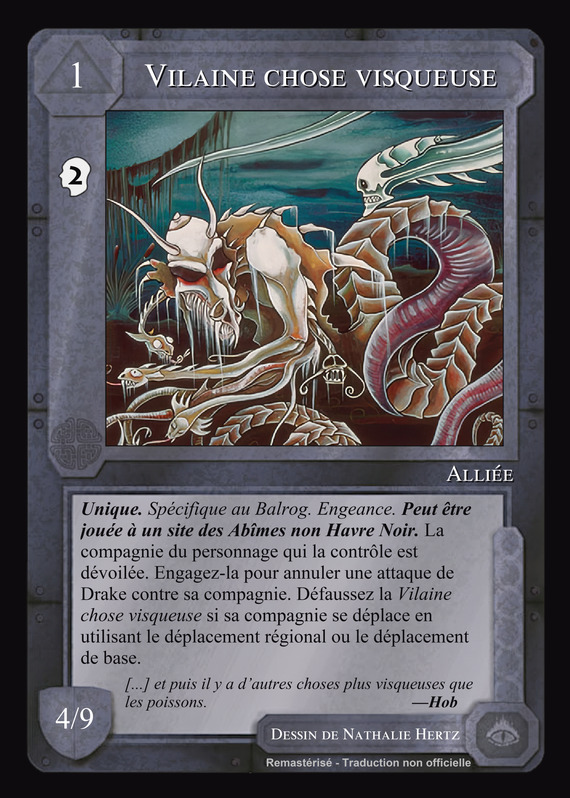 1
VILAINE CHOSE VISQUEUSE
2
ALLIÉE
Unique. Spécifique au Balrog. Engeance. Peut être
jouée à un site des Abîmes non Havre Noir. La
compagnie du personnage qui la contrôle est
dévoilée. Engagez-la pour annuler une attaque de
Drake contre sa compagnie. Défaussez la Vilaine
chose visqueuse si sa compagnie se déplace en
utilisant le déplacement régional ou le déplacement
de base.
[...] et puis il y a d'autres choses plus visqueuses que
les poissons. —Hob
4/9
DESSIN DE NATHALIE HERTZ
Remastérisé - Traduction non officielle